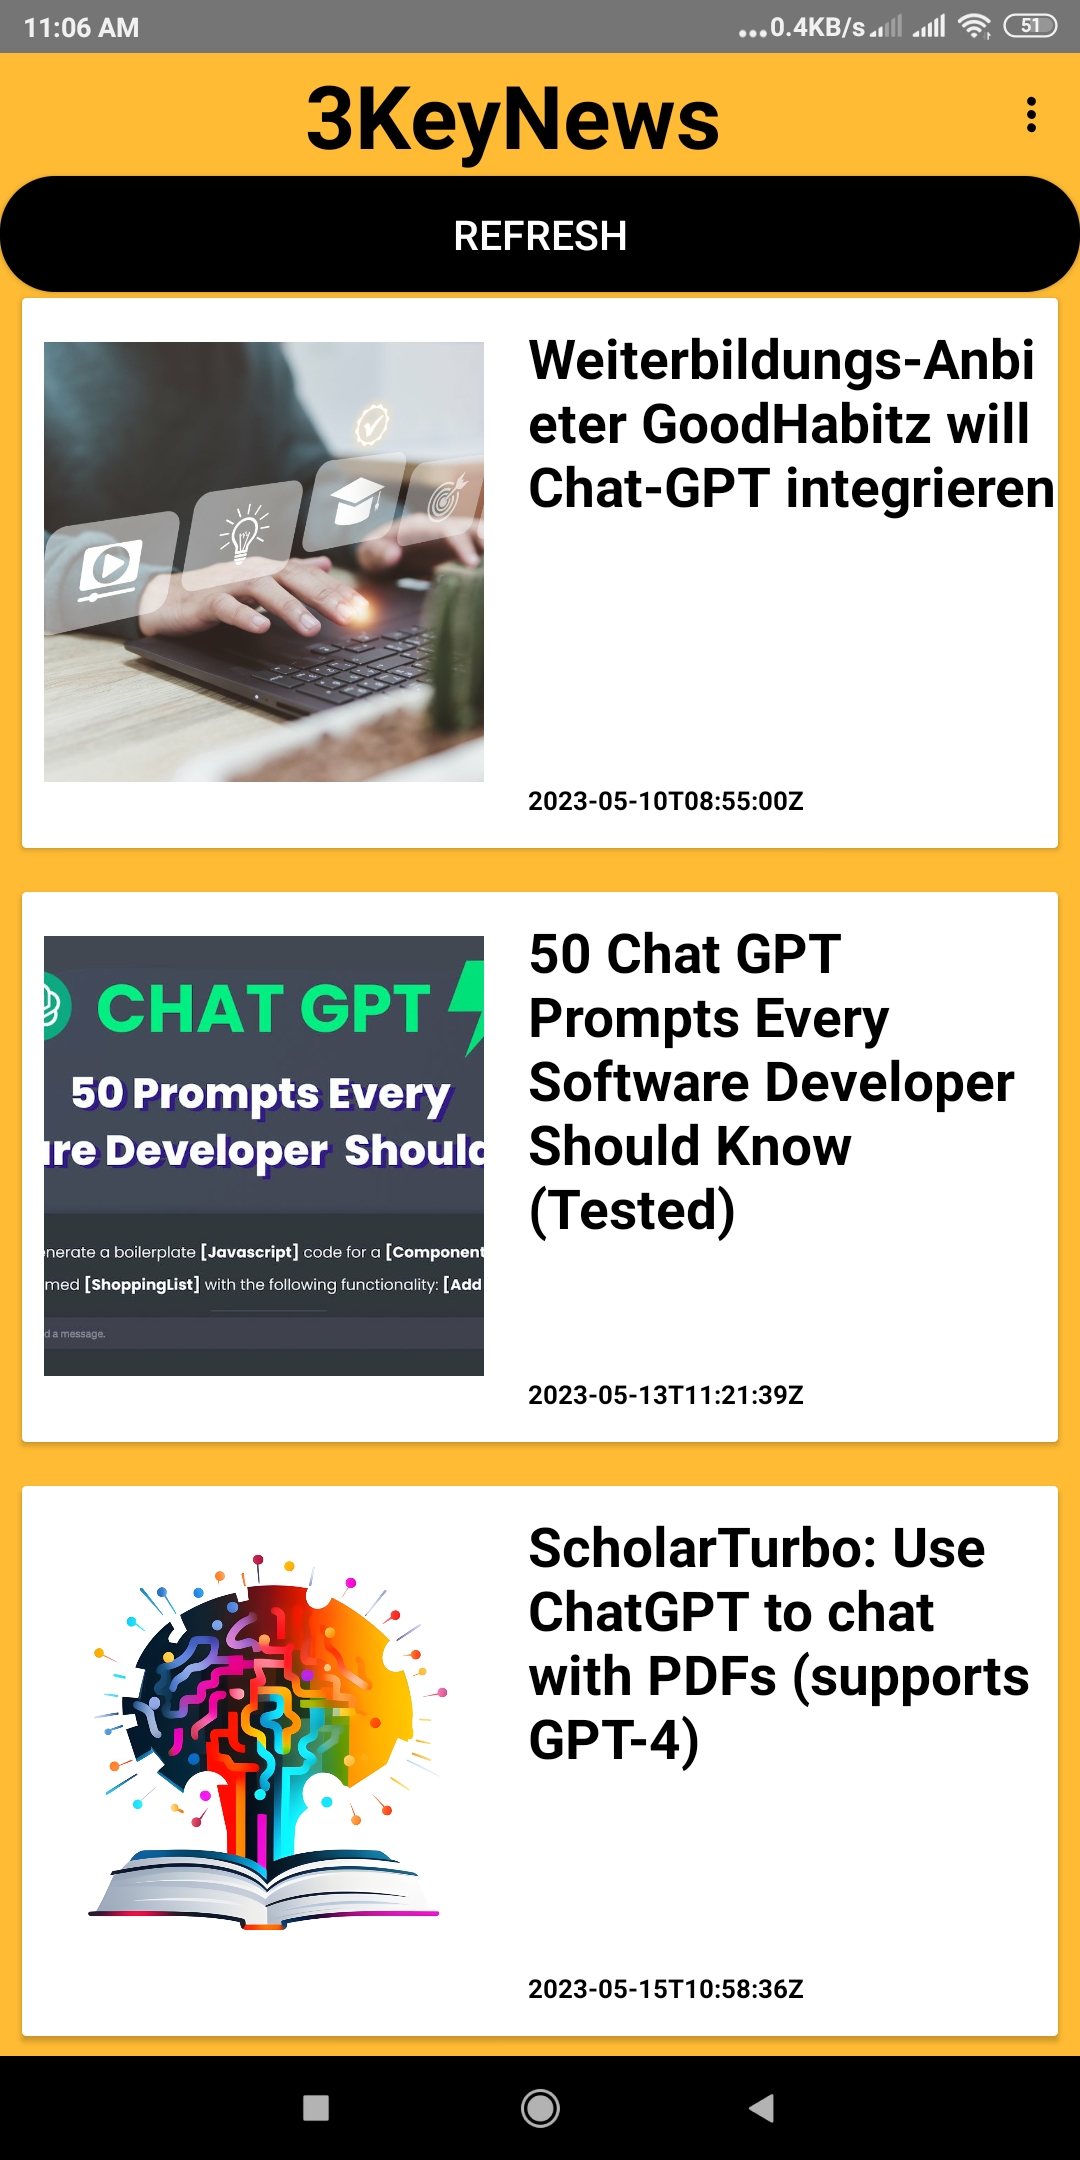 11:06 AM
...0.4KB/s
51
3KeyNews
REFRESH
Weiterbildungs-Anbi
eter GoodHabitz will
Chat-GPT integrieren
2023-05-10T08:55:00Z
CHAT GPT
50 Prompts Every
re Developer Should
nerate a boilerplate [Javascript] code for a [Component
med [ShoppingList] with the following functionality: [Add
d a message.
50 Chat GPT
Prompts Every
Software Developer
Should Know
(Tested)
2023-05-13T11:21:39Z
ScholarTurbo: Use
ChatGPT to chat
with PDFs (supports
GPT-4)
2023-05-15T10:58:36Z